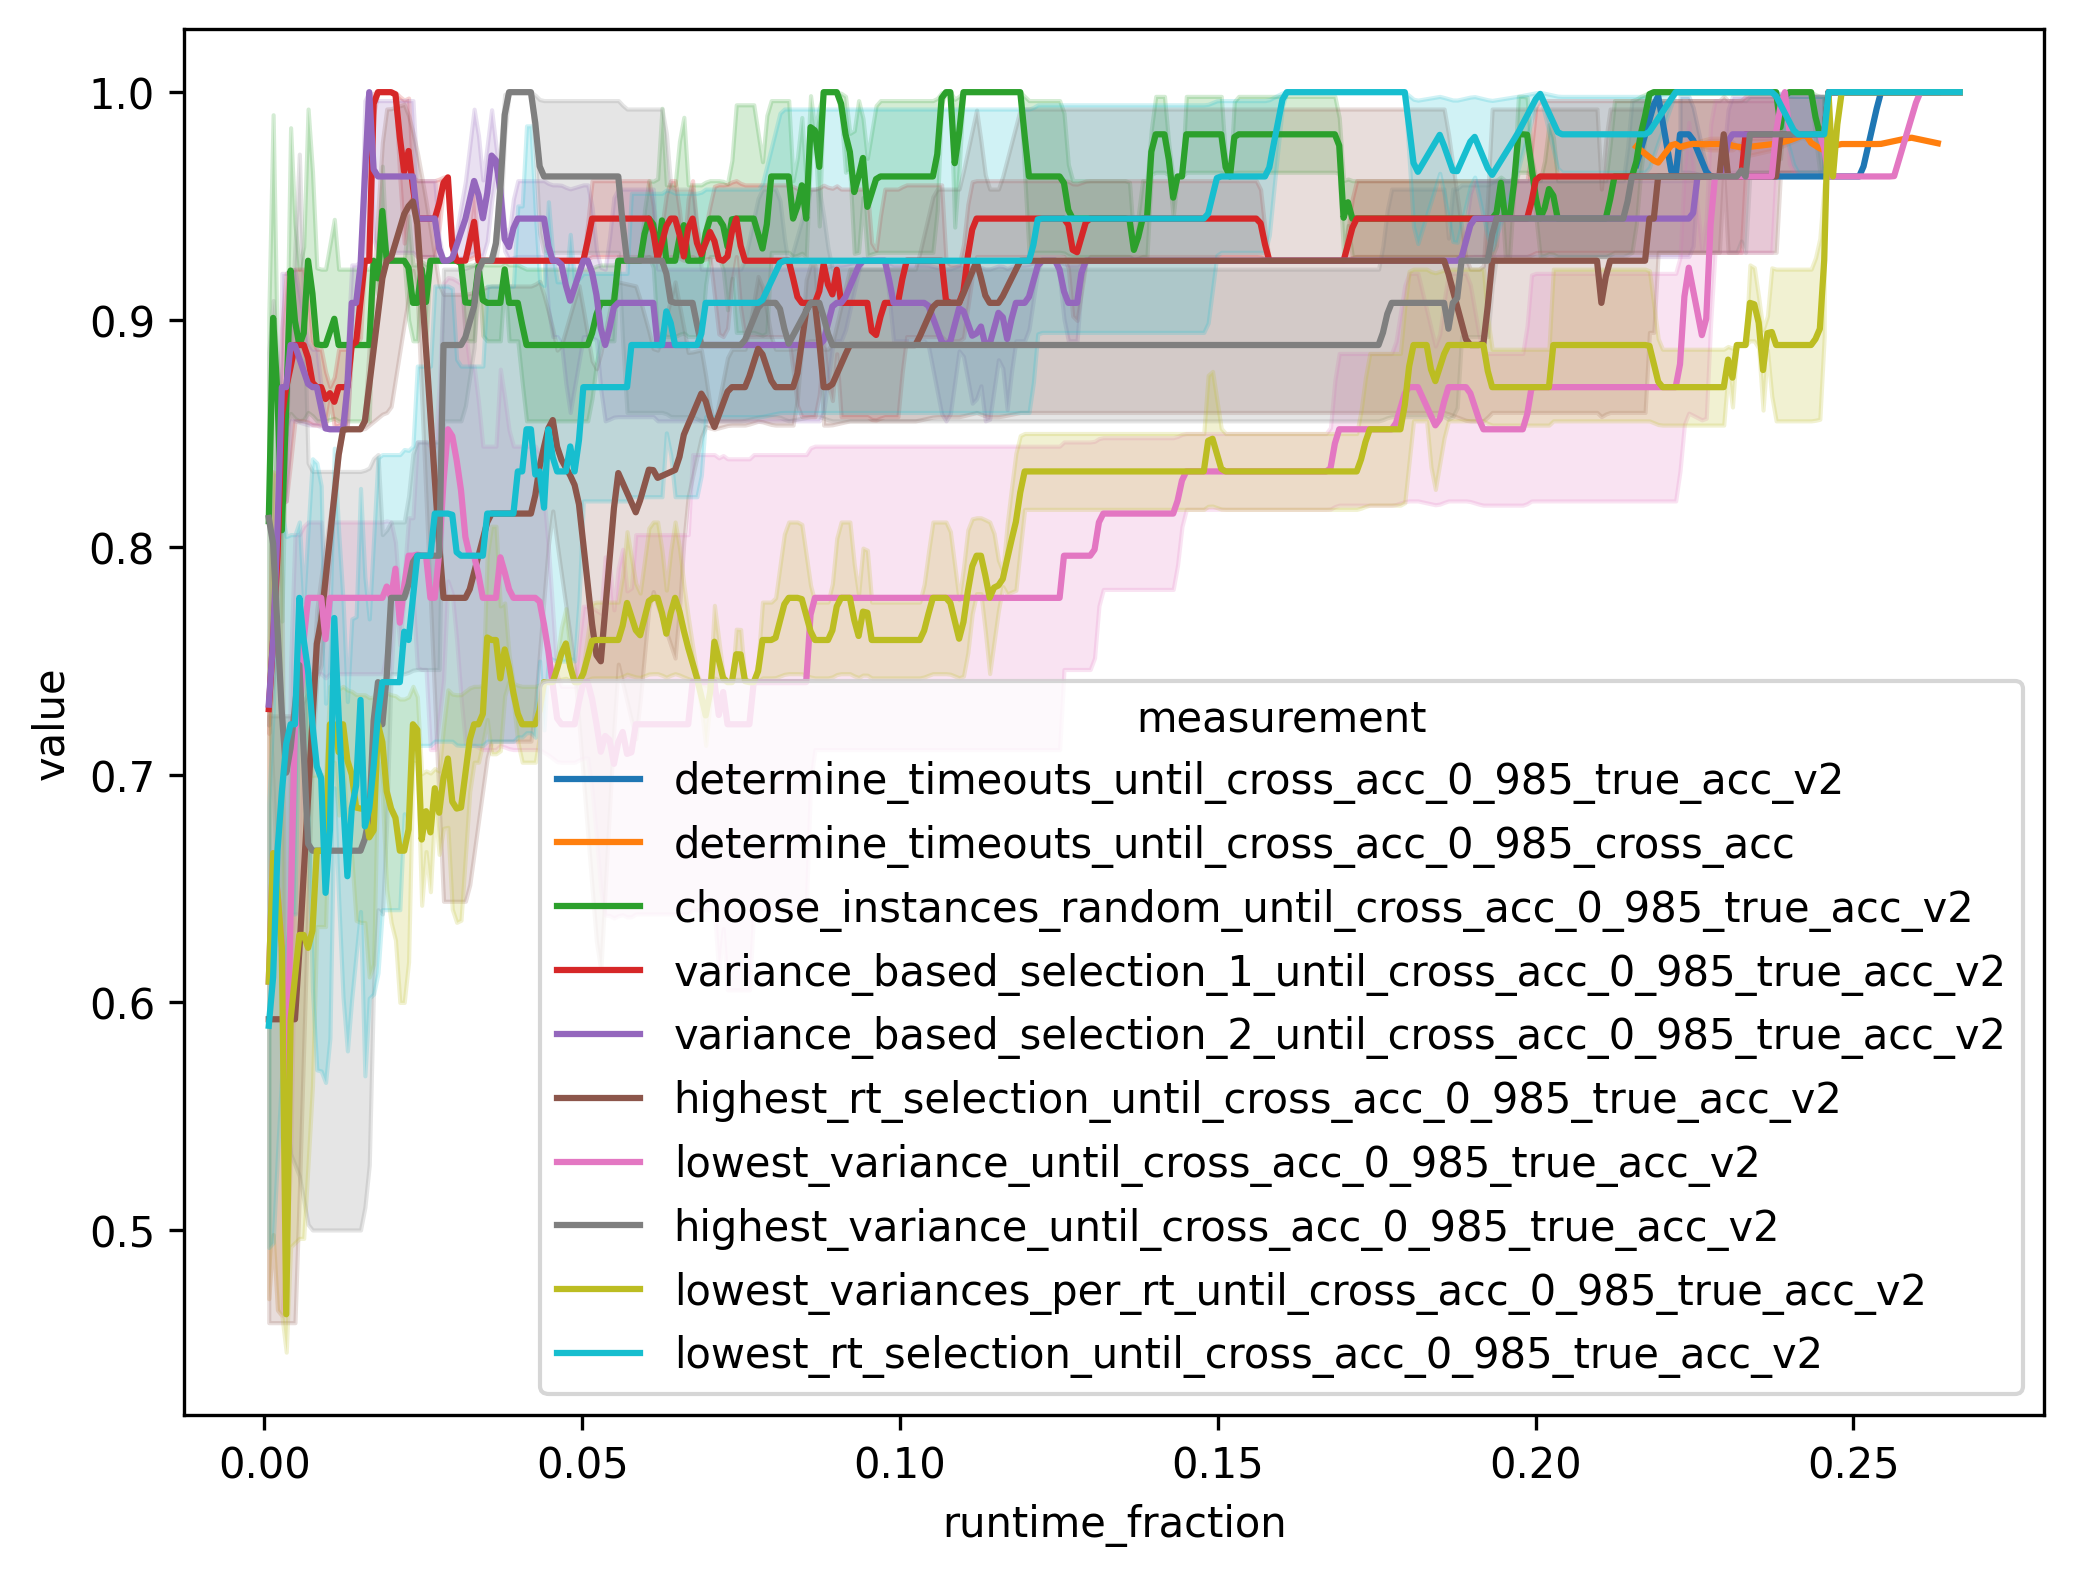 1.0
0.9
0.8
0.7
0.6
0.5
value
measurement
determine_timeouts_until_cross_acc_0_985_true_acc_v2
determine_timeouts_until_cross_acc_0_985_cross_acc
choose_instances_random_until_cross_acc_0_985_true_acc_v2
variance_based_selection_1_until_cross_acc_0_985_true_acc_v2
variance_based_selection_2_until_cross_acc_0_985_true_acc_v2
highest_rt_selection_until_cross_acc_0_985_true_acc_v2
lowest_variance_until_cross_acc_0_985_true_acc_v2
highest_variance_until_cross_acc_0_985_true_acc_v2
lowest_variances_per_rt_until_cross_acc_0_985_true_acc_v2
lowest_rt_selection_until_cross_acc_0_985_true_acc_v2
0.00 0.05 0.10 0.15 0.20 0.25
runtime_fraction